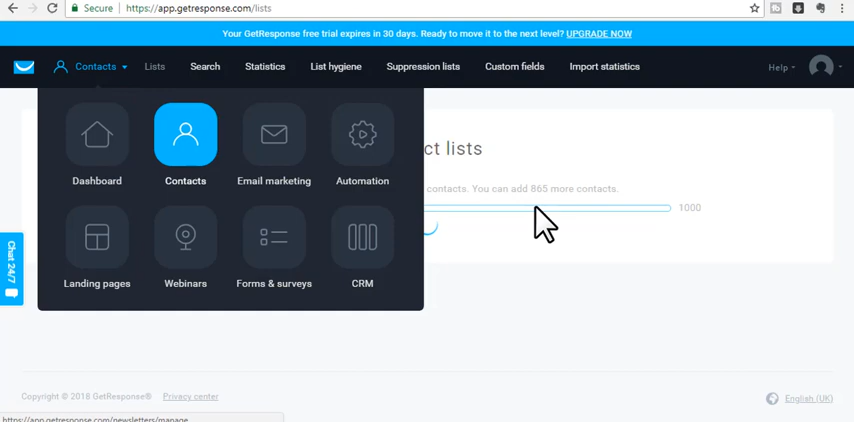 Secure https://app.getresponse.com/lists
Your GetResponse free trial expires in 30 days. Ready to move it to the next level? UPGRADE NOW
Contacts Lists Search Statistics List hygiene Suppression lists Custom fields Import statistics Help
ct lists
contacts. You can add 865 more contacts.
1000
Dashboard Contacts Email marketing Automation
Landing pages Webinars Forms & surveys CRM
Chat 24/7
Copyright © 2018 GetResponse® Privacy center English (UK)
https://app.getresponse.com/newsletters/manage